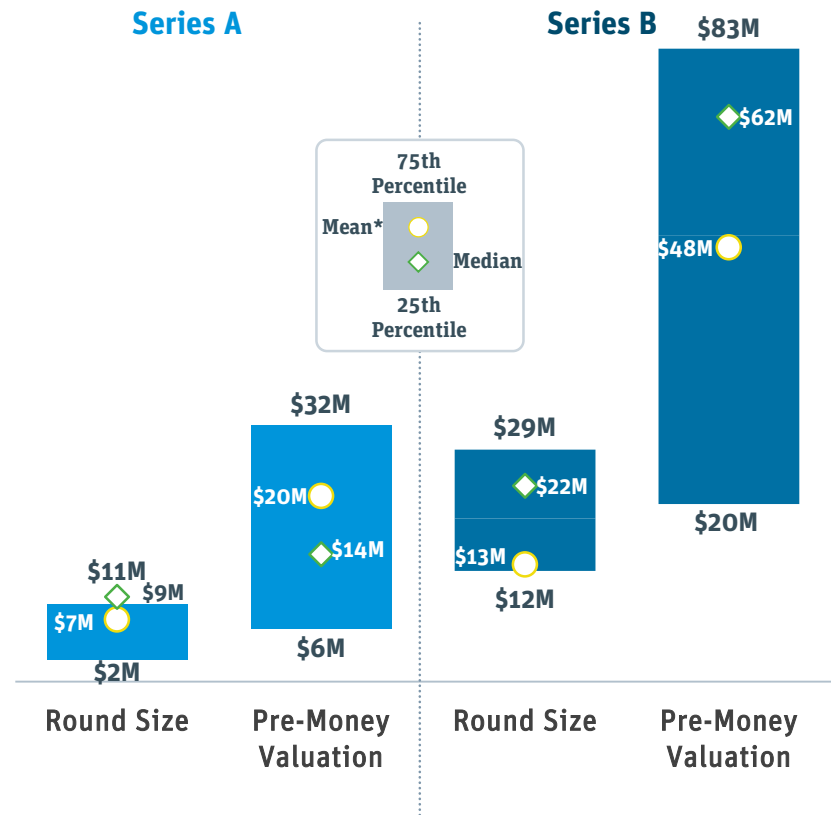 Series A
Series B
$83M
$62M
75th
Percentile
Mean*
Median
$48M
25th
Percentile
$32M
$29M
$20M
$22M
$20M
$14M
$13M
$11M
$9M
$12M
$7M
$6M
$2M
Round Size
Pre-Money
Valuation
Round Size
Pre-Money
Valuation